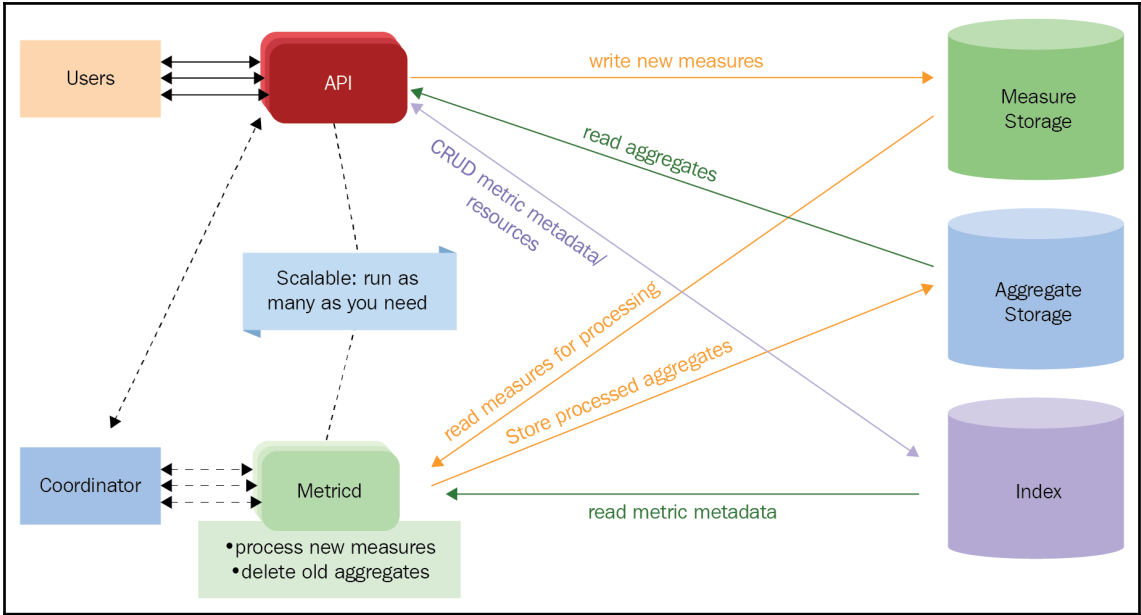 Users
API
write new measures
Measure
Storage
read aggregates
CRUD metric metadata/
resources
Scalable: run as
many as you need
Aggregate
Storage
read measures for processing
Store processed aggregates
Coordinator
Metricd
Index
read metric metadata
•process new measures
•delete old aggregates